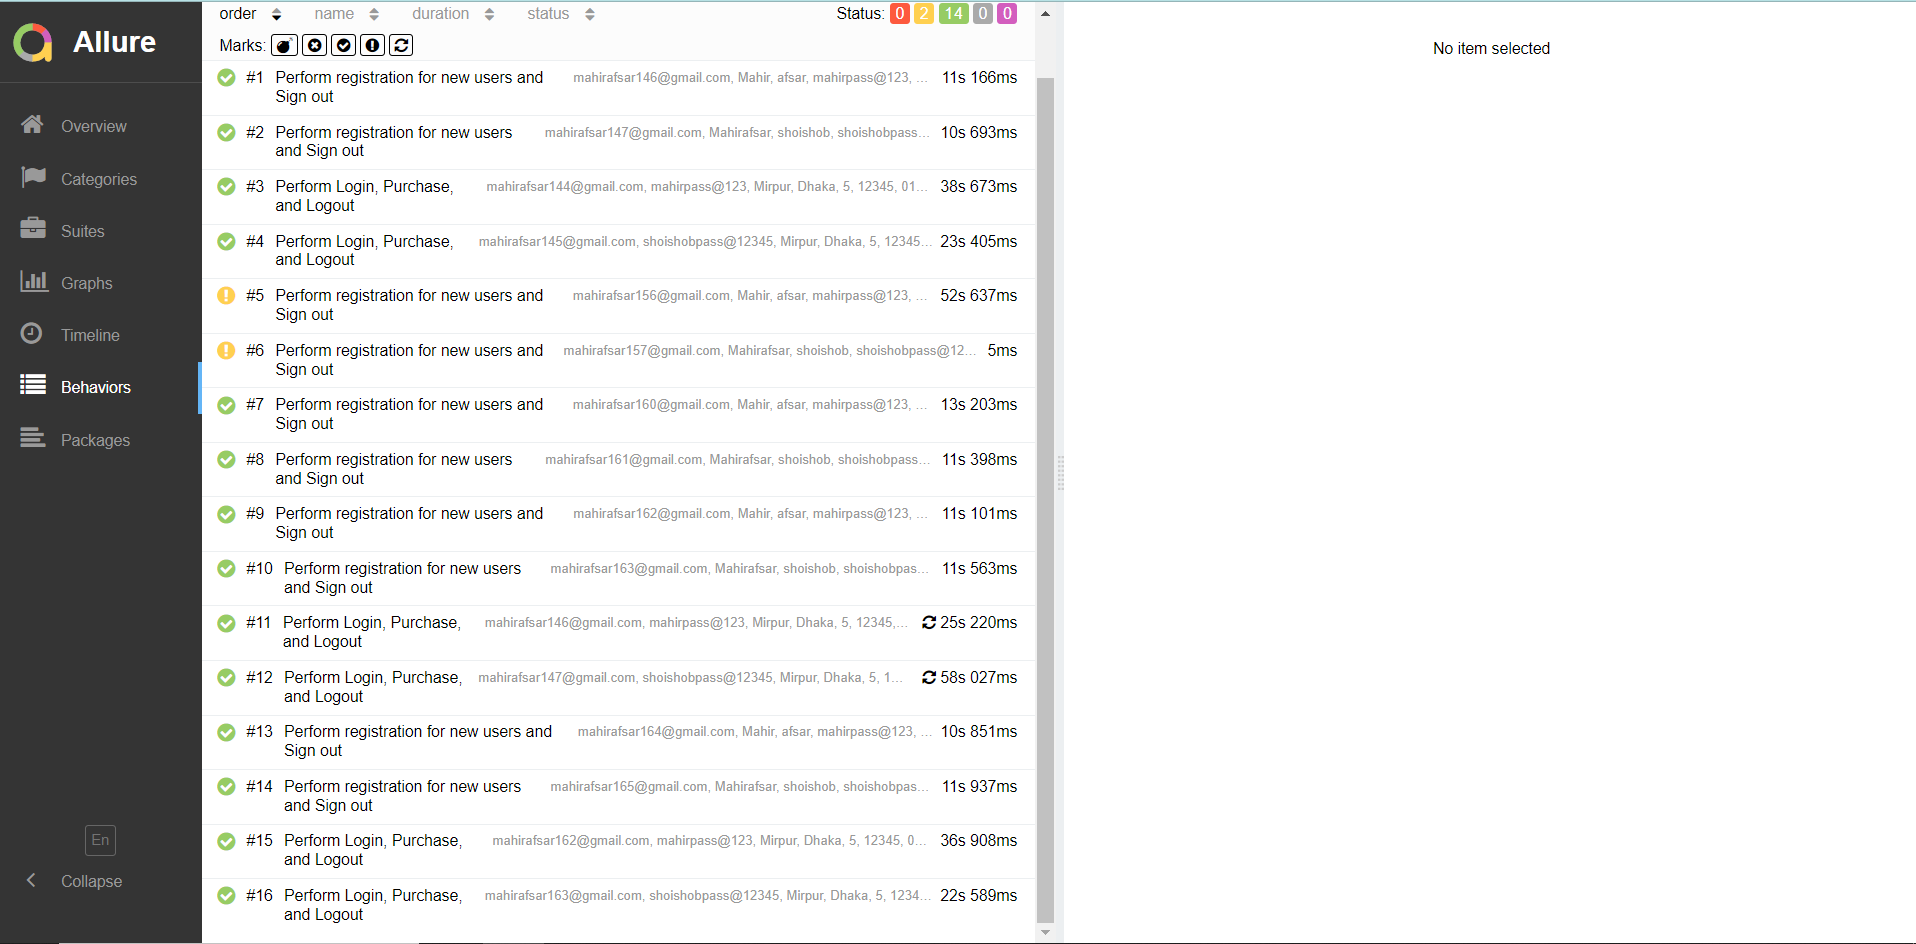 Allure
Overview
Categories
Suites
Graphs
Timeline
Behaviors
Packages
En
Collapse
order name duration status Status: 0 2 14 0 0
Marks:
#1 Perform registration for new users and mahirafsar146@gmail.com, Mahir, afsar, mahirpass@123, ... 11s 166ms
Sign out
#2 Perform registration for new users mahirafsar147@gmail.com, Mahirafsar, shoishob, shoishobpass... 10s 693ms
and Sign out
#3 Perform Login, Purchase, mahirafsar144@gmail.com, mahirpass@123, Mirpur, Dhaka, 5, 12345, 01... 38s 673ms
and Logout
#4 Perform Login, Purchase, mahirafsar145@gmail.com, shoishobpass@12345, Mirpur, Dhaka, 5, 12345... 23s 405ms
and Logout
#5 Perform registration for new users and mahirafsar156@gmail.com, Mahir, afsar, mahirpass@123, ... 52s 637ms
Sign out
#6 Perform registration for new users and mahirafsar157@gmail.com, Mahirafsar, shoishob, shoishobpass@12... 5ms
Sign out
#7 Perform registration for new users and mahirafsar160@gmail.com, Mahir, afsar, mahirpass@123, ... 13s 203ms
Sign out
#8 Perform registration for new users mahirafsar161@gmail.com, Mahirafsar, shoishob, shoishobpass... 11s 398ms
and Sign out
#9 Perform registration for new users and mahirafsar162@gmail.com, Mahir, afsar, mahirpass@123, ... 11s 101ms
Sign out
#10 Perform registration for new users mahirafsar163@gmail.com, Mahirafsar, shoishob, shoishobpas... 11s 563ms
and Sign out
#11 Perform Login, Purchase, mahirafsar146@gmail.com, mahirpass@123, Mirpur, Dhaka, 5, 12345,... 25s 220ms
and Logout
#12 Perform Login, Purchase, mahirafsar147@gmail.com, shoishobpass@12345, Mirpur, Dhaka, 5, 1... 58s 027ms
and Logout
#13 Perform registration for new users and mahirafsar164@gmail.com, Mahir, afsar, mahirpass@123, ... 10s 851ms
Sign out
#14 Perform registration for new users mahirafsar165@gmail.com, Mahirafsar, shoishob, shoishobpas... 11s 937ms
and Sign out
#15 Perform Login, Purchase, mahirafsar162@gmail.com, mahirpass@123, Mirpur, Dhaka, 5, 12345, 0... 36s 908ms
and Logout
#16 Perform Login, Purchase, mahirafsar163@gmail.com, shoishobpass@12345, Mirpur, Dhaka, 5, 1234... 22s 589ms
and Logout
No item selected